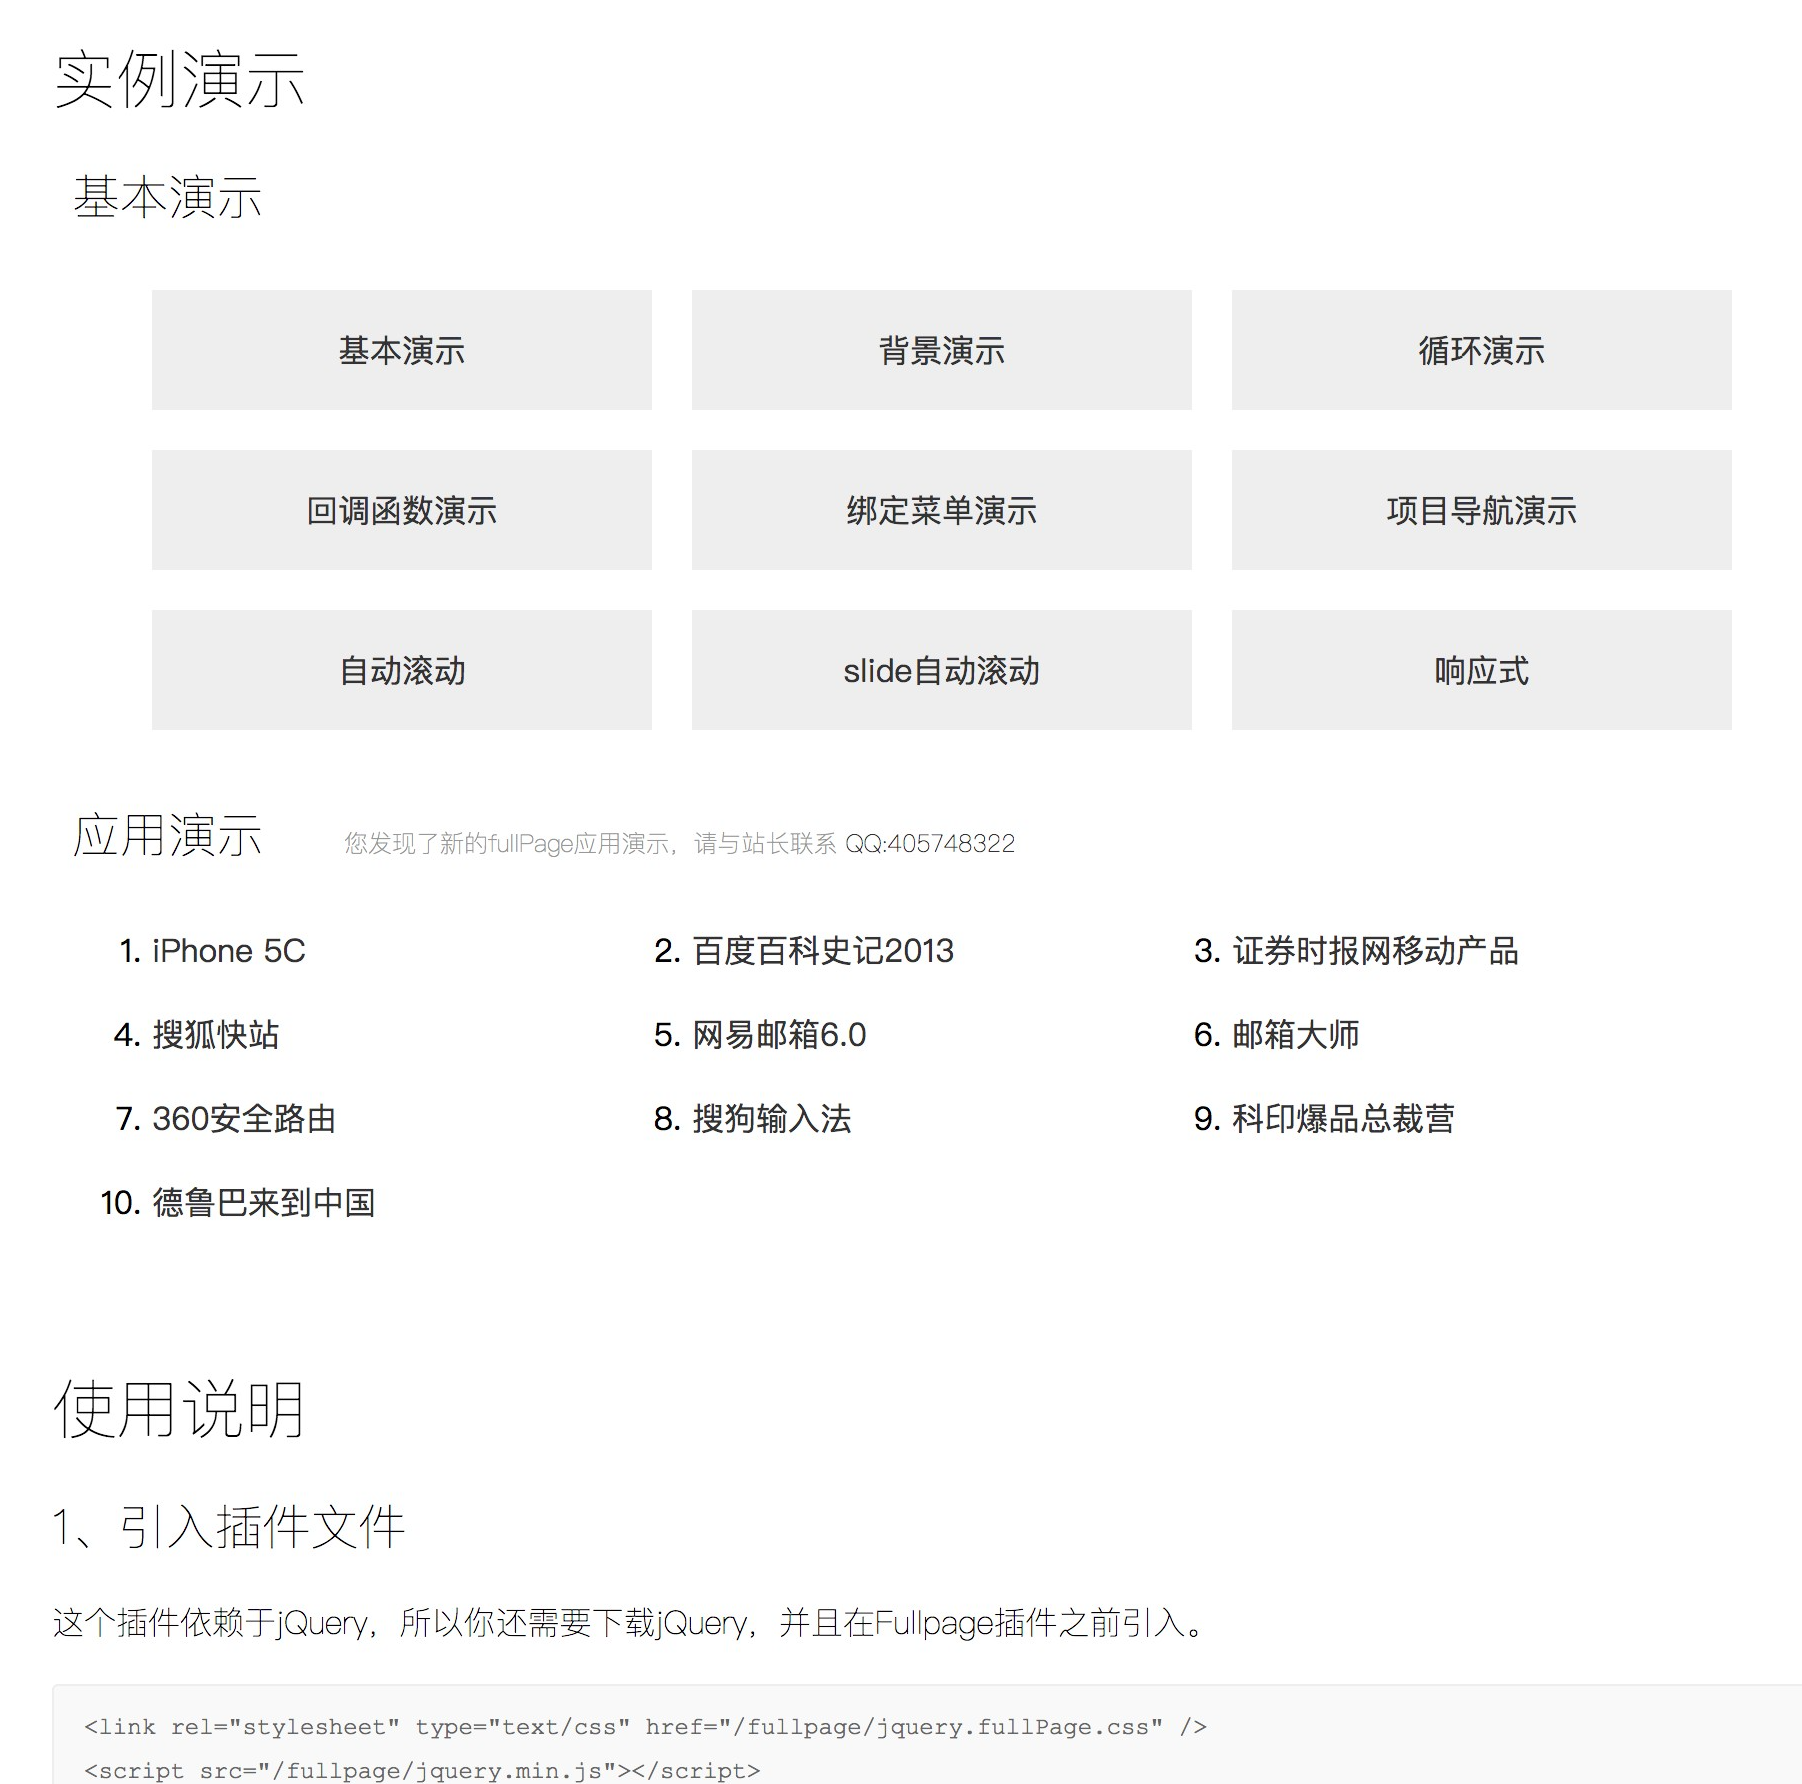 实例演示
基本演示
基本演示 背景演示 循环演示
回调函数演示 绑定菜单演示 项目导航演示
自动滚动 slide自动滚动 响应式
应用演示 您发现了新的fullPage应用演示，请与站长联系 QQ:405748322
1. iPhone 5C 2. 百度百科史记2013 3. 证券时报网移动产品
4. 搜狐快站 5. 网易邮箱6.0 6. 邮箱大师
7. 360安全路由 8. 搜狗输入法 9. 科印爆品总裁营
10. 德鲁巴来到中国
使用说明
1、引入插件文件
这个插件依赖于jQuery，所以你还需要下载jQuery，并且在Fullpage插件之前引入。
<link rel="stylesheet" type="text/css" href="/fullpage/jquery.fullPage.css" />
<script src="/fullpage/jquery.min.js"></script>